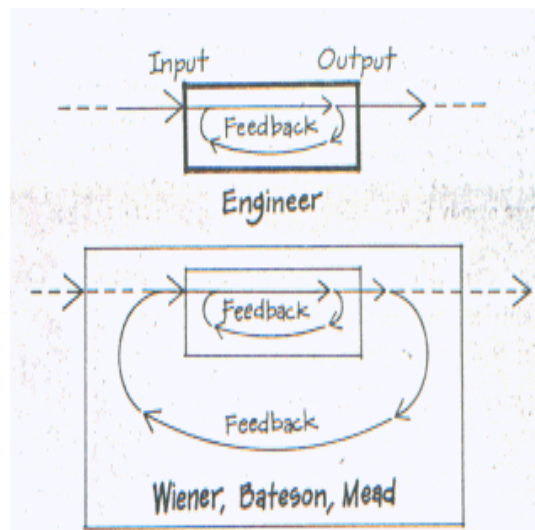 Input Output
Feedback
Engineer
Feedback
Feedback
Wiener, Bateson, Mead